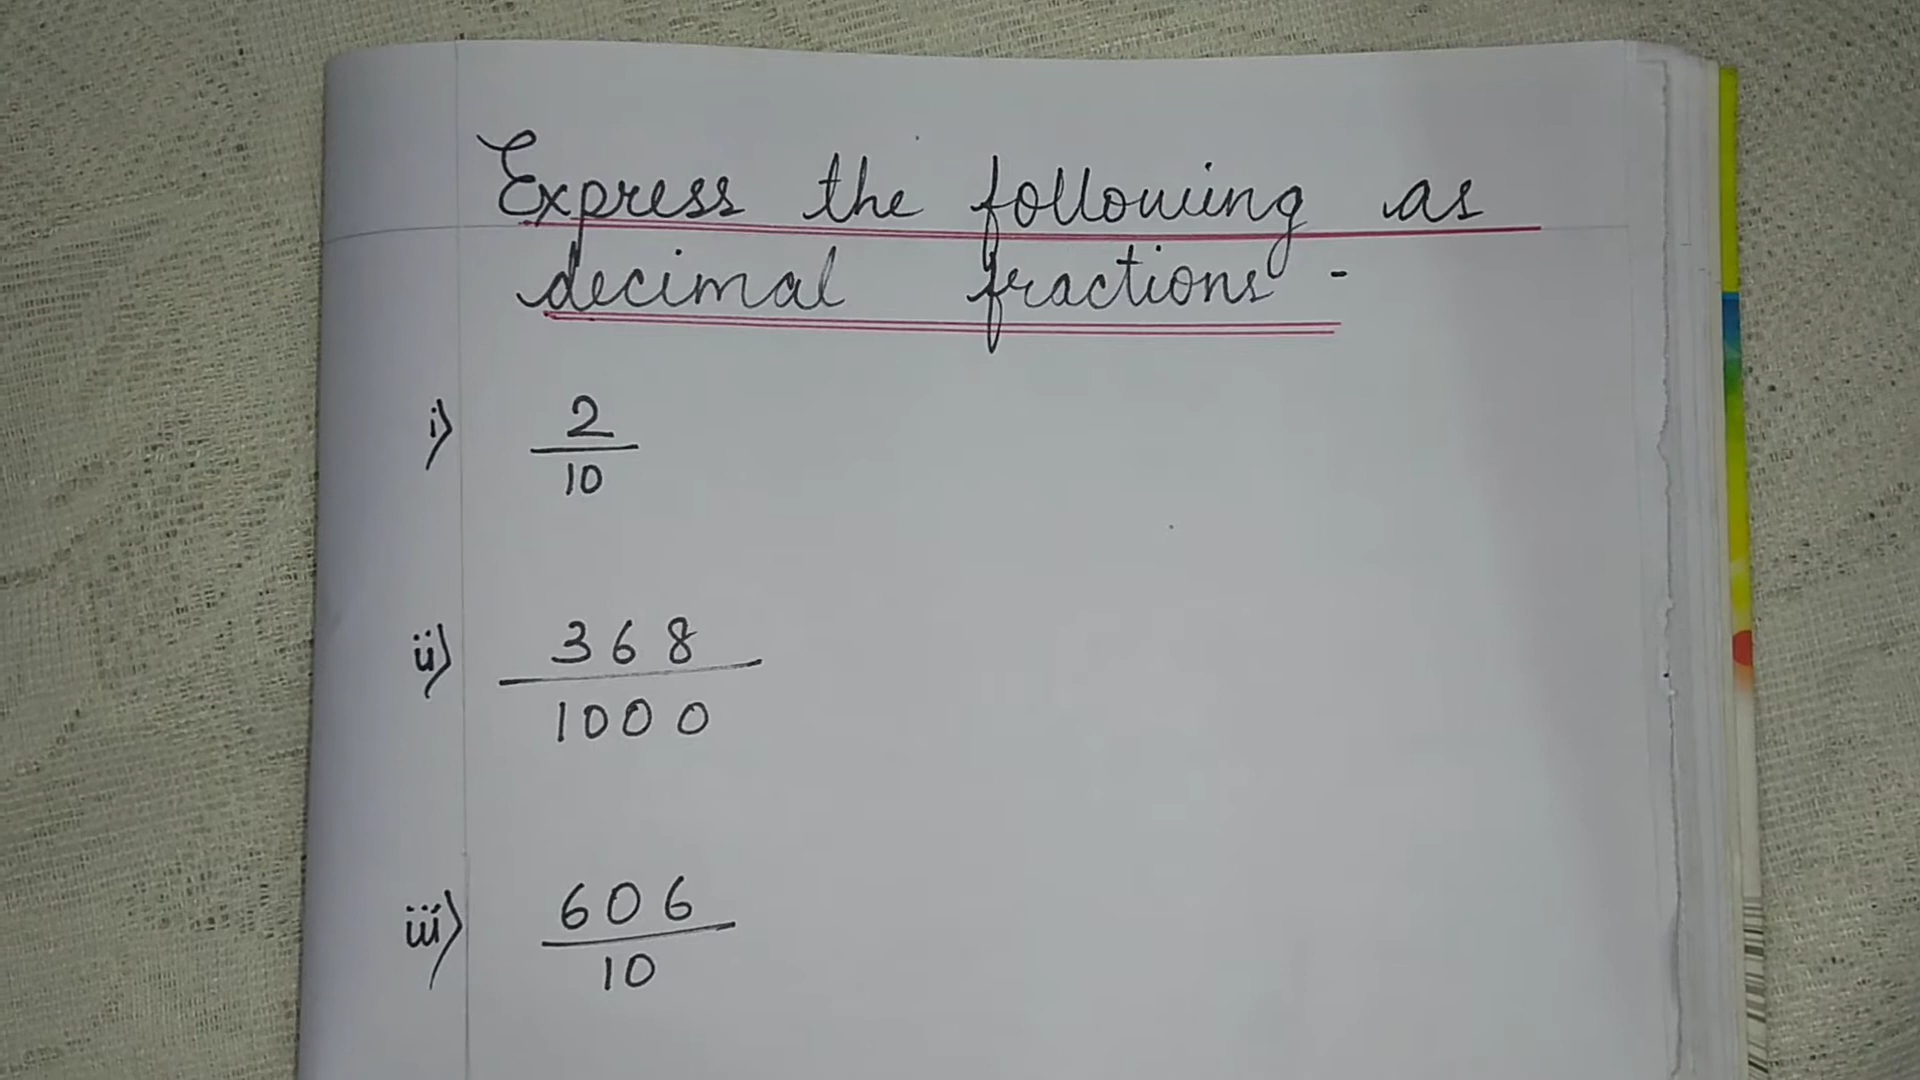 Express the following as
decimal fractions -
i) 2/10
ii) 368/1000
iii) 606/10